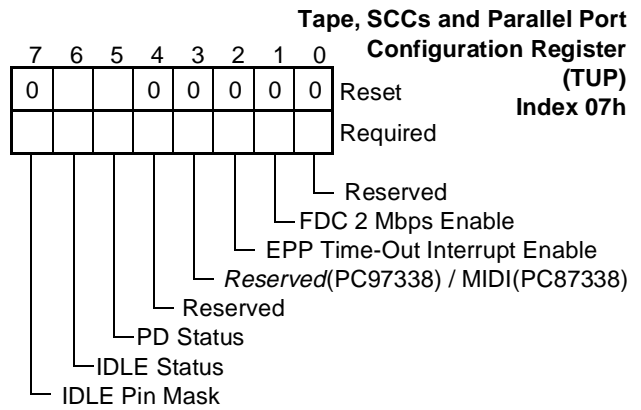 Tape, SCCs and Parallel Port
Configuration Register
(TUP)
Index 07h
7 6 5 4 3 2 1 0
0 0 0 0 0 0 Reset
Required
Reserved
FDC 2 Mbps Enable
EPP Time-Out Interrupt Enable
Reserved(PC97338) / MIDI(PC87338)
Reserved
PD Status
IDLE Status
IDLE Pin Mask